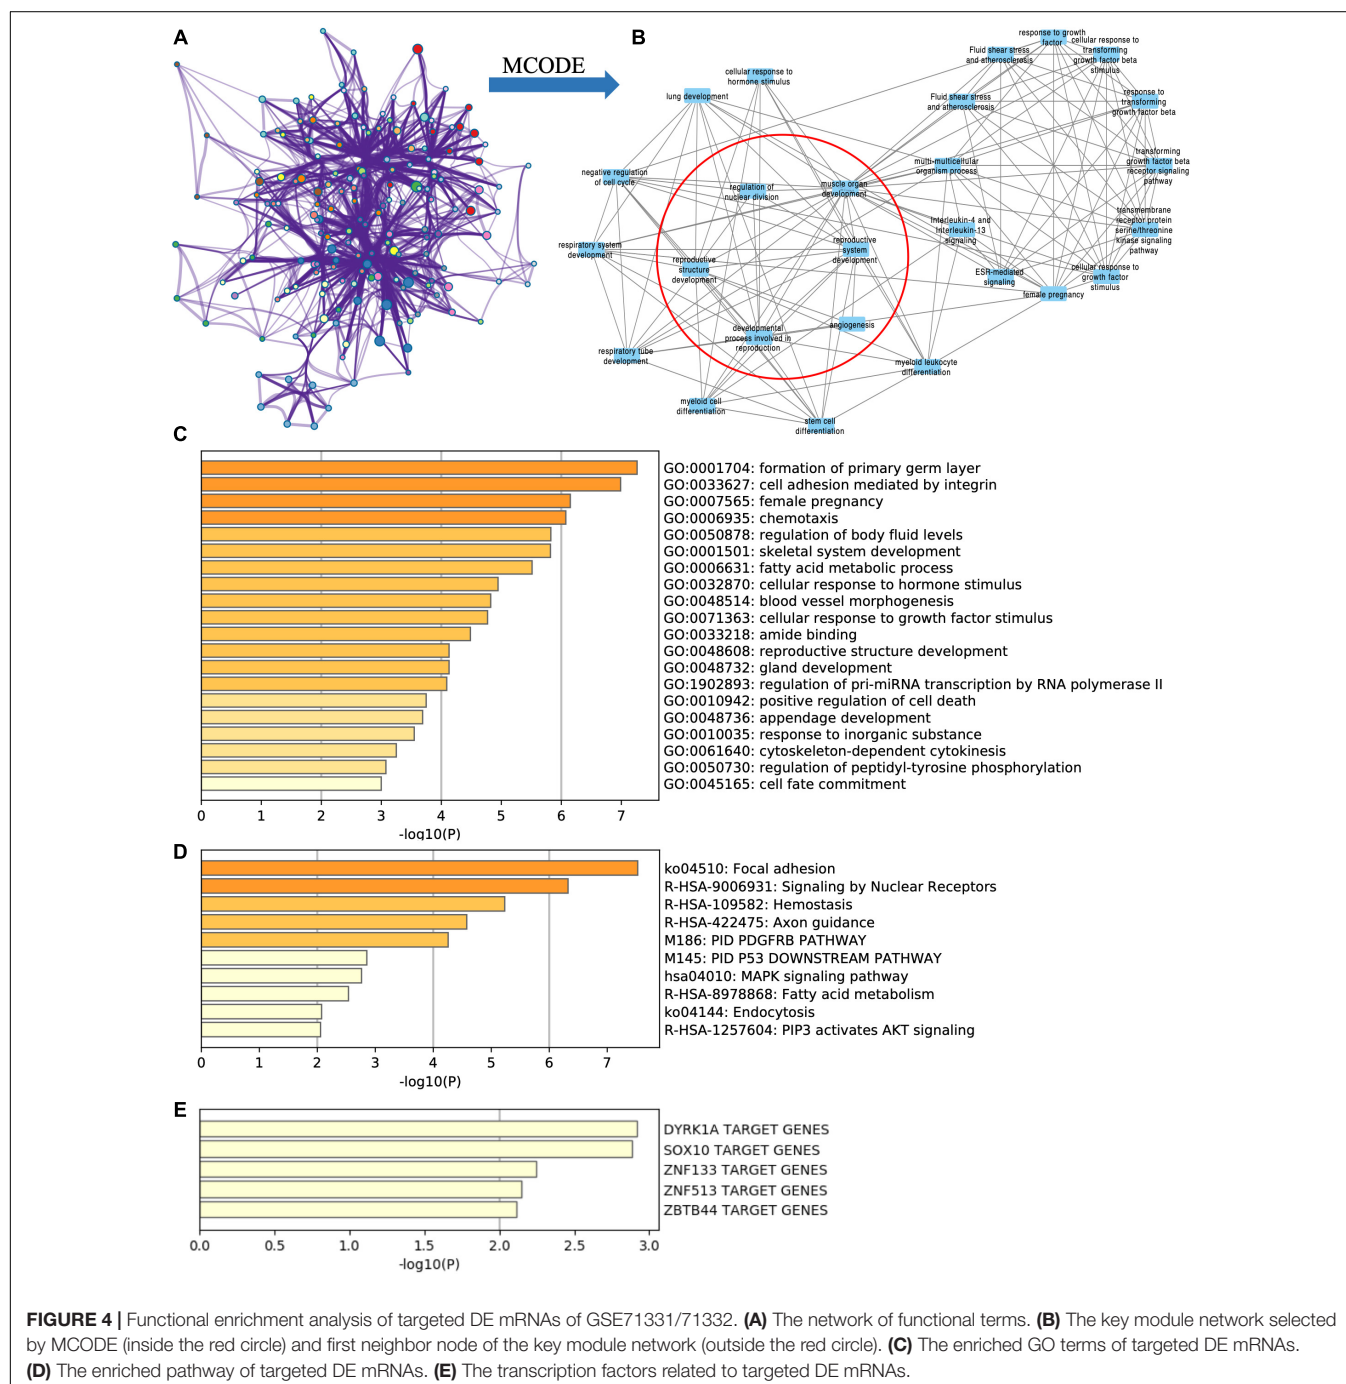 A
MCODE
B
response to growth
factor
Fluid shear stress
and atherosclerosis
cellular response to
transforming
growth factor beta
stimulus
cellular response to
hormone stimulus
lung development
Fluid shear stress
and atherosclerosis
response to
transforming
growth factor beta
negative regulation
of cell cycle
regulation of
nuclear division
muscle organ
development
multi-multicellular
organism process
transforming
growth factor beta
receptor signaling
pathway
respiratory system
development
reproductive
structure
development
reproductive
system
development
Interleukin-4 and
Interleukin-13
signaling
transmembrane
receptor protein
serine/threonine
kinase signaling
pathway
ESR-mediated
signaling
cellular response to
growth factor
stimulus
female pregnancy
respiratory tube
development
developmental
process involved in
reproduction
angiogenesis
myeloid leukocyte
differentiation
myeloid cell
differentiation
stem cell
differentiation
C
GO:0001704: formation of primary germ layer
GO:0033627: cell adhesion mediated by integrin
GO:0007565: female pregnancy
GO:0006935: chemotaxis
GO:0050878: regulation of body fluid levels
GO:0001501: skeletal system development
GO:0006631: fatty acid metabolic process
GO:0032870: cellular response to hormone stimulus
GO:0048514: blood vessel morphogenesis
GO:0071363: cellular response to growth factor stimulus
GO:0033218: amide binding
GO:0048608: reproductive structure development
GO:0048732: gland development
GO:1902893: regulation of pri-miRNA transcription by RNA polymerase II
GO:0010942: positive regulation of cell death
GO:0048736: appendage development
GO:0010035: response to inorganic substance
GO:0061640: cytoskeleton-dependent cytokinesis
GO:0050730: regulation of peptidyl-tyrosine phosphorylation
GO:0045165: cell fate commitment
0 1 2 3 4 5 6 7
-log10(P)
D
ko04510: Focal adhesion
R-HSA-9006931: Signaling by Nuclear Receptors
R-HSA-109582: Hemostasis
R-HSA-422475: Axon guidance
M186: PID PDGFRB PATHWAY
M145: PID P53 DOWNSTREAM PATHWAY
hsa04010: MAPK signaling pathway
R-HSA-8978868: Fatty acid metabolism
ko04144: Endocytosis
R-HSA-1257604: PIP3 activates AKT signaling
0 1 2 3 4 5 6 7
-log10(P)
E
DYRK1A TARGET GENES
SOX10 TARGET GENES
ZNF133 TARGET GENES
ZNF513 TARGET GENES
ZBTB44 TARGET GENES
0.0 0.5 1.0 1.5 2.0 2.5 3.0
-log10(P)
FIGURE 4 | Functional enrichment analysis of targeted DE mRNAs of GSE71331/71332. (A) The network of functional terms. (B) The key module network selected
by MCODE (inside the red circle) and first neighbor node of the key module network (outside the red circle). (C) The enriched GO terms of targeted DE mRNAs.
(D) The enriched pathway of targeted DE mRNAs. (E) The transcription factors related to targeted DE mRNAs.